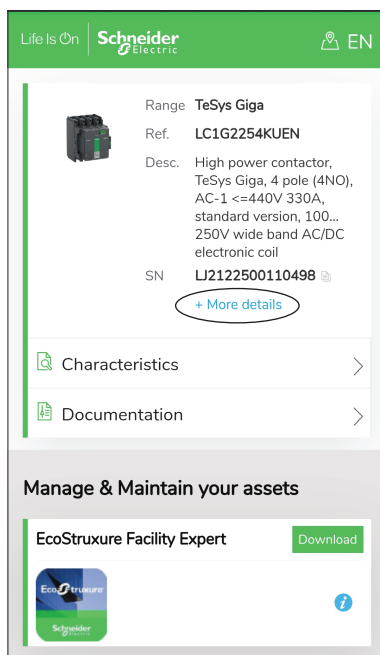 Life Is On Schneider Electric EN
Range TeSys Giga
Ref. LC1G2254KUEN
Desc. High power contactor,
TeSys Giga, 4 pole (4NO),
AC-1 <=440V 330A,
standard version, 100...
250V wide band AC/DC
electronic coil
SN LJ2122500110498
+ More details
Characteristics
Documentation
Manage & Maintain your assets
EcoStruxure Facility Expert Download
EcoStruxure
Schneider
Electric